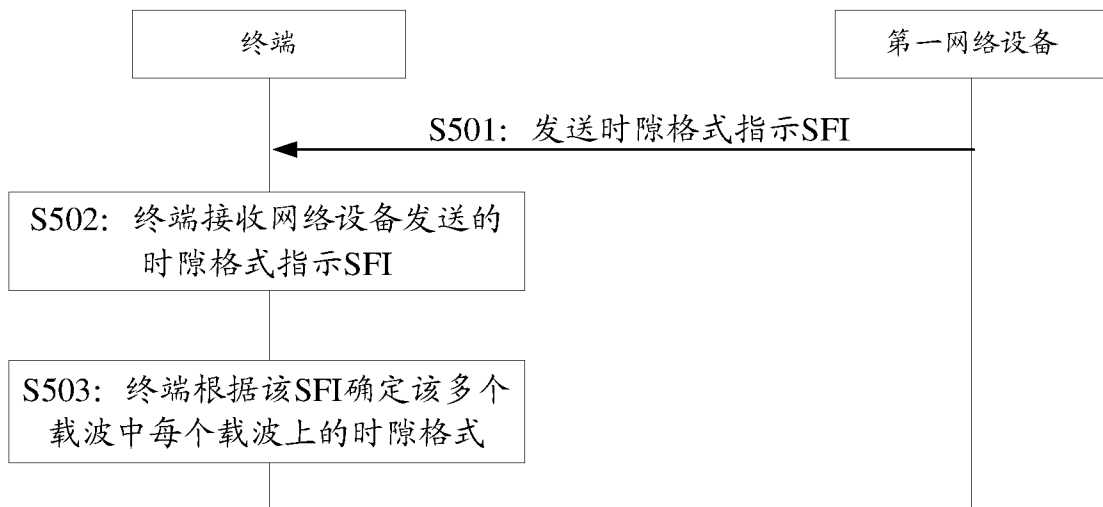 终端
第一网络设备
S501：发送时隙格式指示SFI
S502：终端接收网络设备发送的
时隙格式指示SFI
S503：终端根据该SFI确定该多个
载波中每个载波上的时隙格式